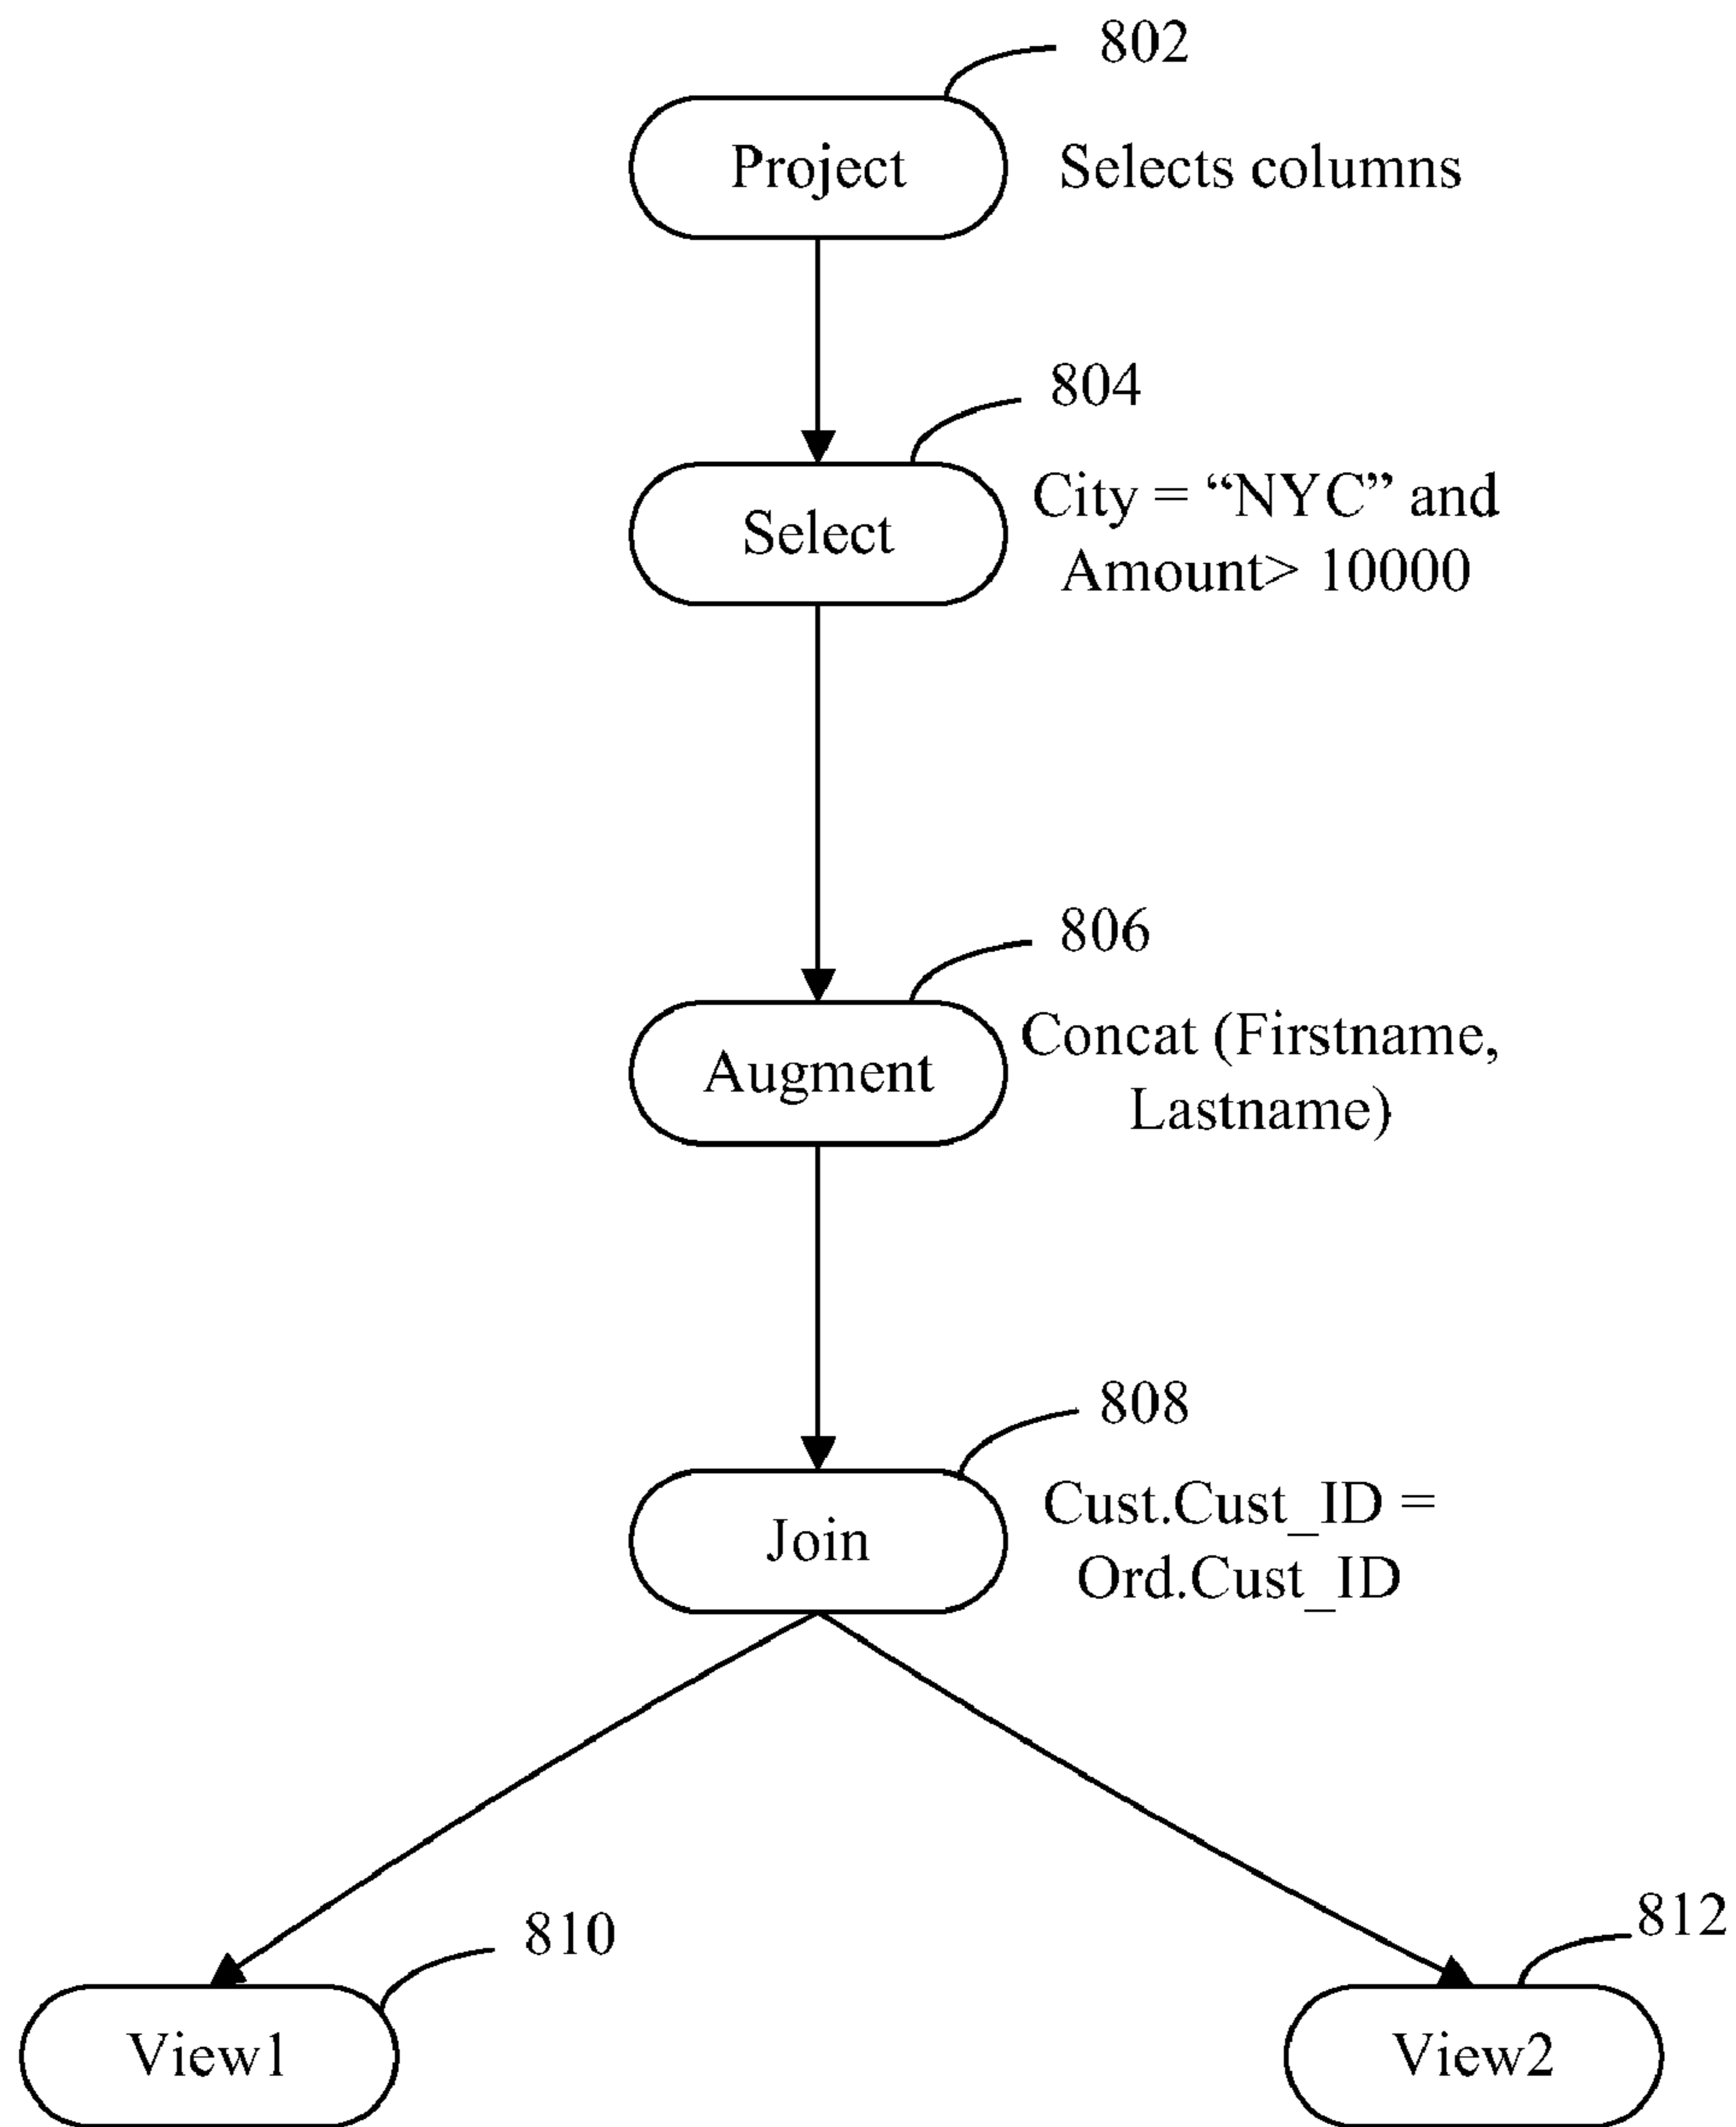 802
Project
Selects columns
804
Select
City = “NYC” and
Amount> 10000
806
Augment
Concat (Firstname,
Lastname)
808
Join
Cust.Cust_ID =
Ord.Cust_ID
810
View1
812
View2